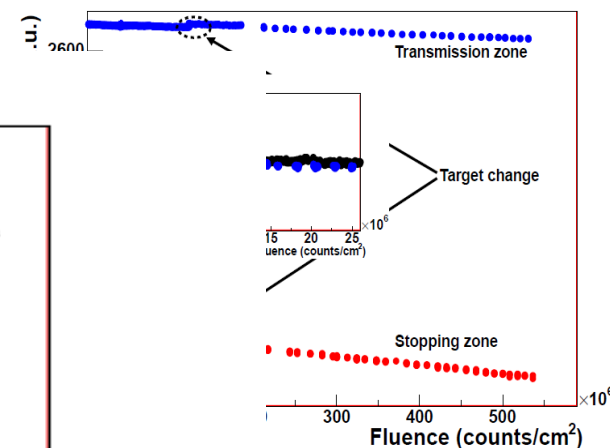 .u.)
2600
Transmission zone
Target change
×10⁶
15 20 25
uence (counts/cm²)
Stopping zone
×10⁶
300 400 500
Fluence (counts/cm²)